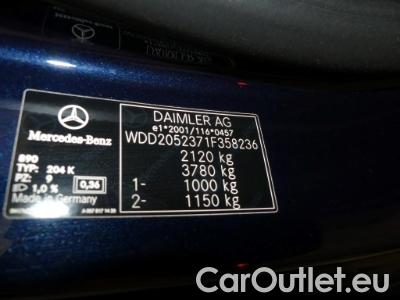 Mercedes-Benz
890
TYP: 204 K
PZ: 9
1,0 % 0,36
Made in Germany
DAIMLER AG
e1*2001/116*0457
WDD2052371F358236
2120 kg
3780 kg
1- 1000 kg
2- 1150 kg
CarOutlet.eu